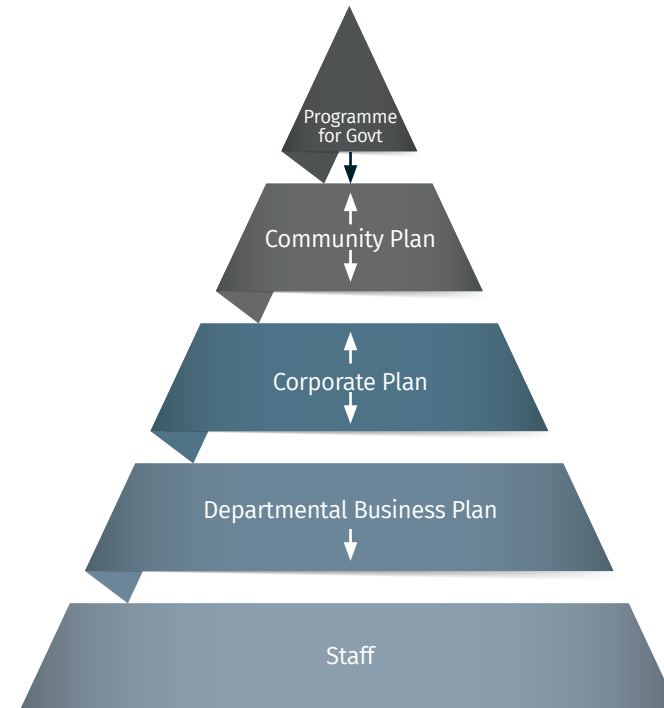 Programme
for Govt
Community Plan
Corporate Plan
Departmental Business Plan
Staff